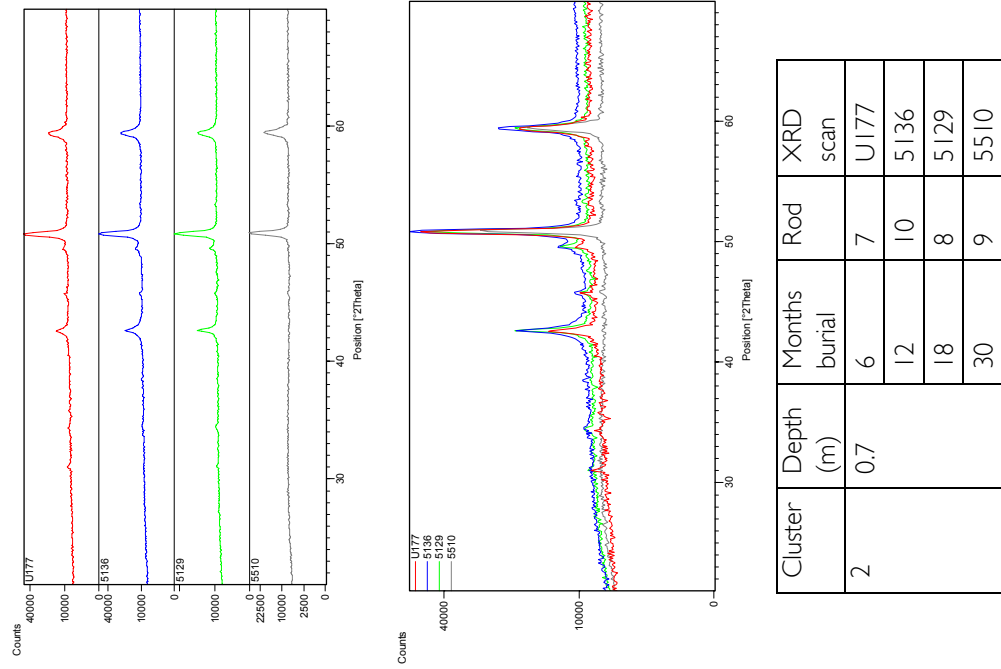 Counts
U177
40000
10000
5136
0
40000
10000
5129
0
10000
5510
0
22500
10000
2500
0
30
40
50
60
Position [°2Theta]
Counts
U177
5136
5129
5510
40000
10000
0
30
40
50
60
Position [°2Theta]
Cluster Depth (m) Months burial Rod XRD scan
2 0.7 6 7 U177
12 10 5136
18 8 5129
30 9 5510